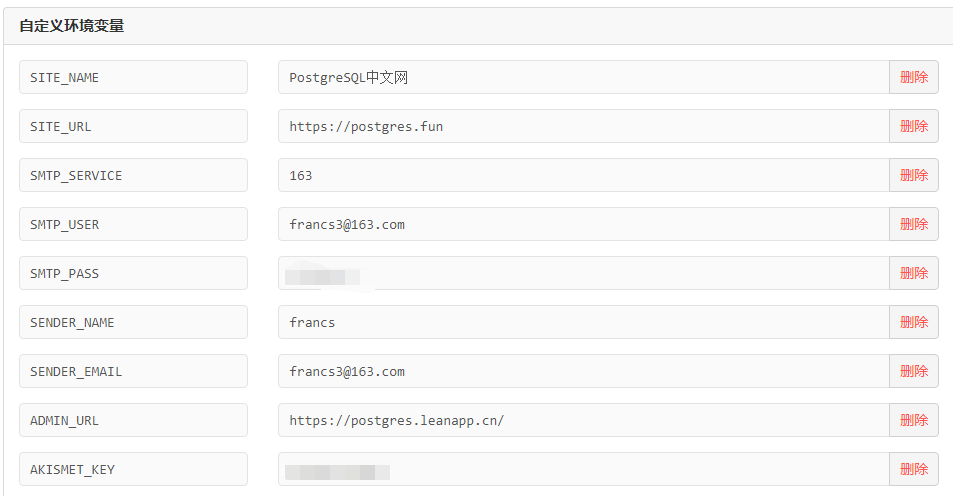 自定义环境变量
SITE_NAME PostgreSQL中文网 删除
SITE_URL https://postgres.fun 删除
SMTP_SERVICE 163 删除
SMTP_USER francs3@163.com 删除
SMTP_PASS 删除
SENDER_NAME francs 删除
SENDER_EMAIL francs3@163.com 删除
ADMIN_URL https://postgres.leanapp.cn/ 删除
AKISMET_KEY 删除